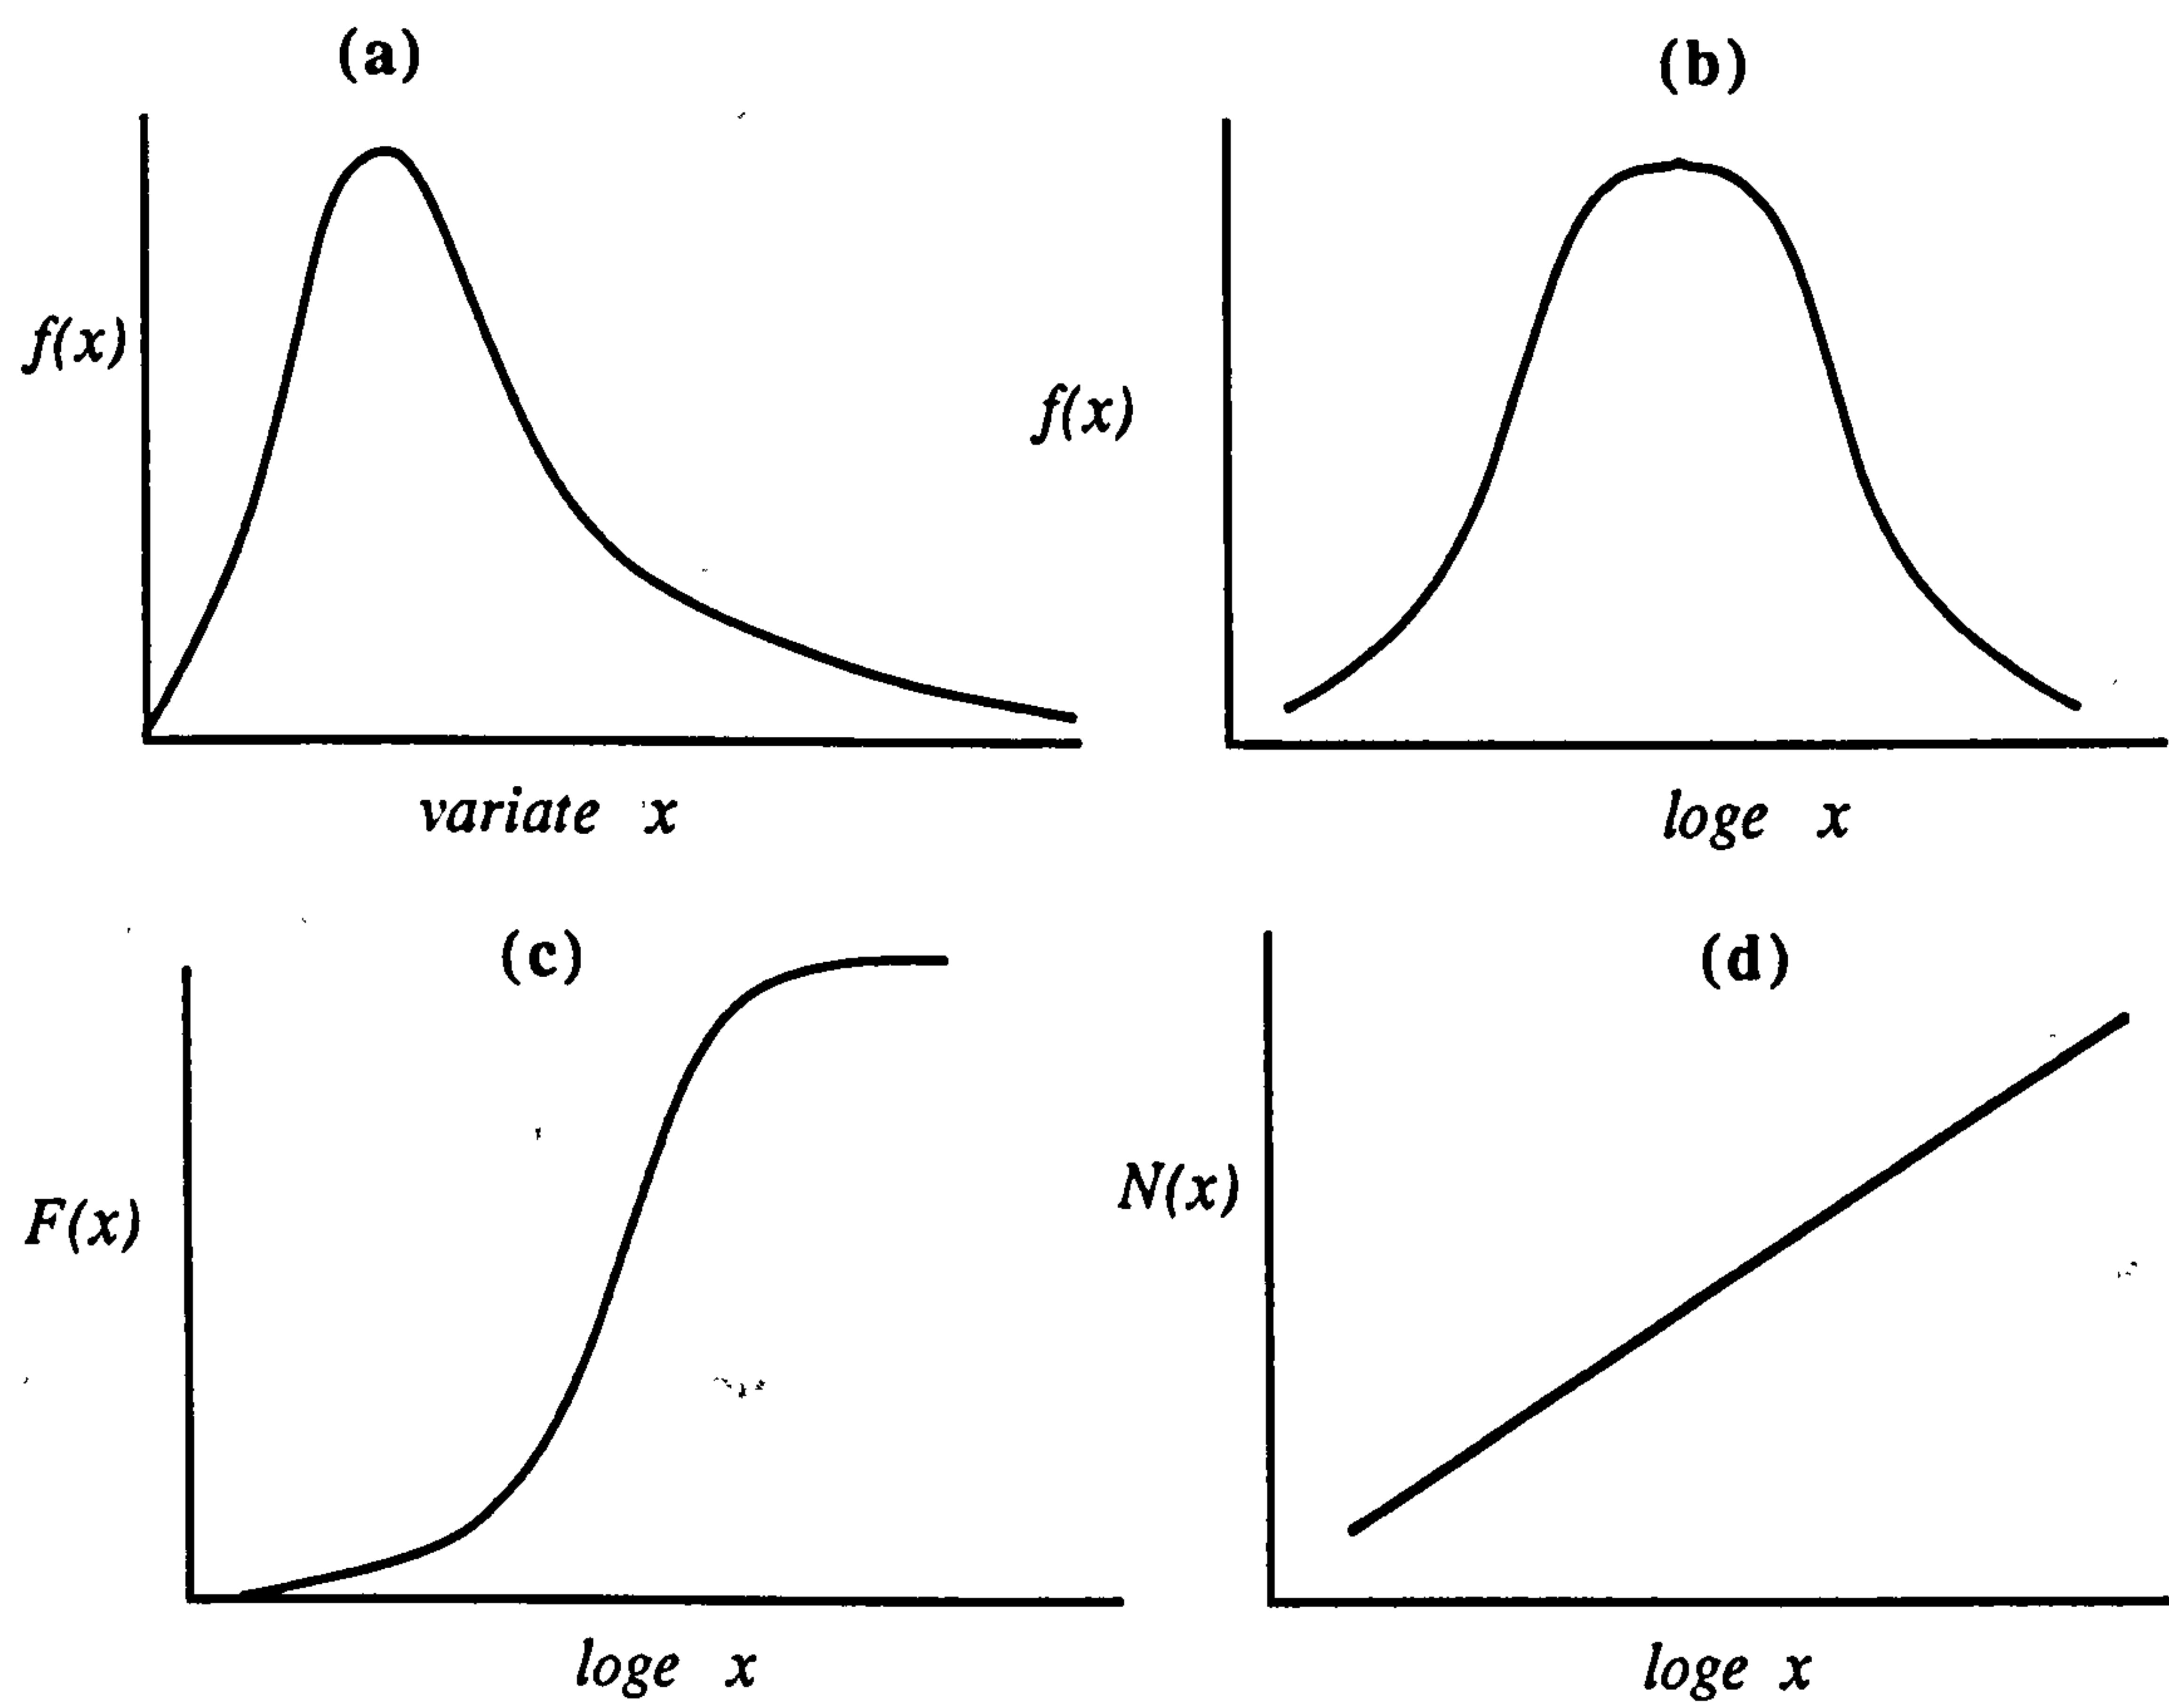 (a)
(b)
f(x)
f(x)
variate x
loge x
(c)
(d)
F(x)
N(x)
loge x
loge x